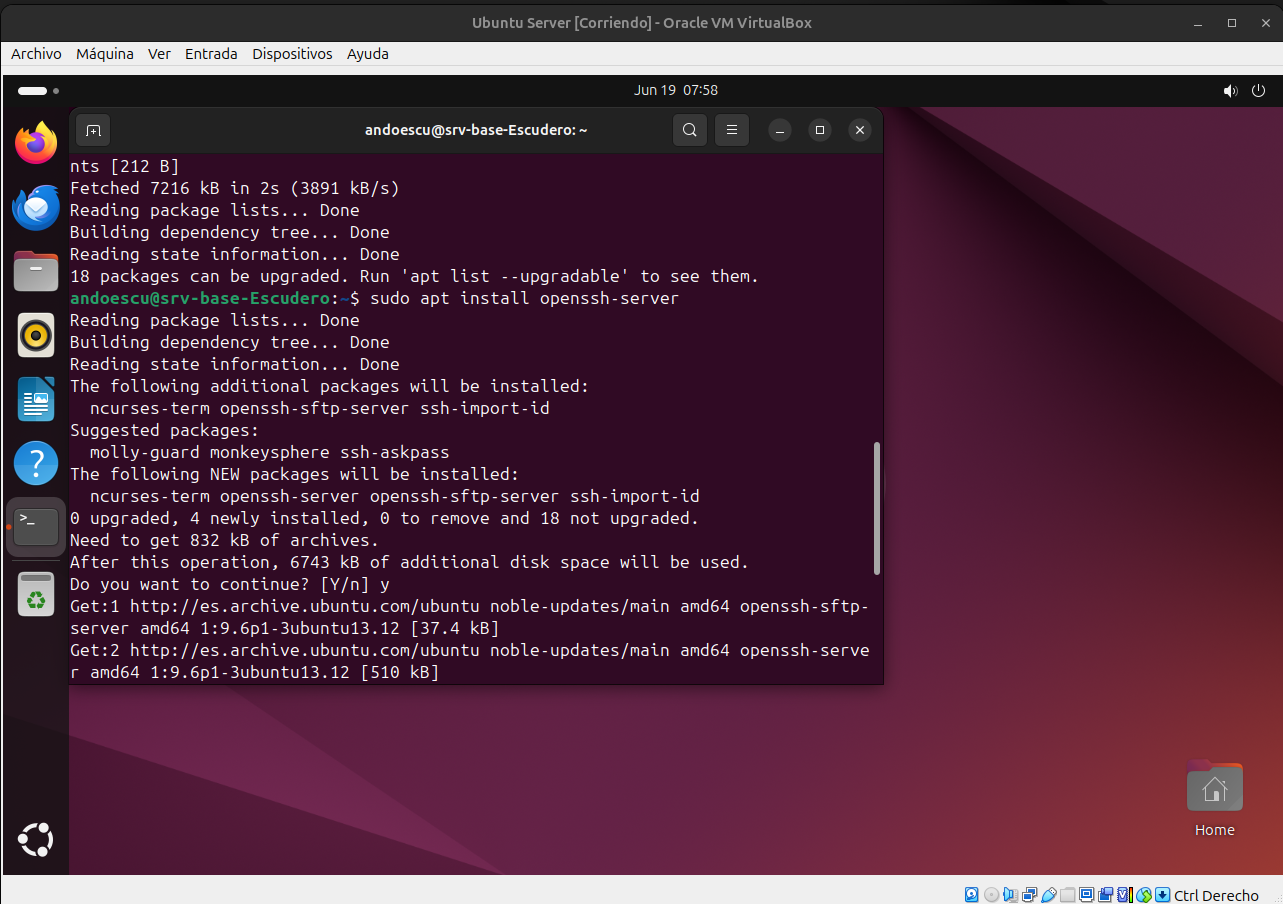 Ubuntu Server [Corriendo] - Oracle VM VirtualBox
Archivo Máquina Ver Entrada Dispositivos Ayuda
Jun 19 07:58
andoescu@srv-base-Escudero: ~
nts [212 B]
Fetched 7216 kB in 2s (3891 kB/s)
Reading package lists... Done
Building dependency tree... Done
Reading state information... Done
18 packages can be upgraded. Run 'apt list --upgradable' to see them.
andoescu@srv-base-Escudero:~$ sudo apt install openssh-server
Reading package lists... Done
Building dependency tree... Done
Reading state information... Done
The following additional packages will be installed:
  ncurses-term openssh-sftp-server ssh-import-id
Suggested packages:
  molly-guard monkeysphere ssh-askpass
The following NEW packages will be installed:
  ncurses-term openssh-server openssh-sftp-server ssh-import-id
0 upgraded, 4 newly installed, 0 to remove and 18 not upgraded.
Need to get 832 kB of archives.
After this operation, 6743 kB of additional disk space will be used.
Do you want to continue? [Y/n] y
Get:1 http://es.archive.ubuntu.com/ubuntu noble-updates/main amd64 openssh-sftp-
server amd64 1:9.6p1-3ubuntu13.12 [37.4 kB]
Get:2 http://es.archive.ubuntu.com/ubuntu noble-updates/main amd64 openssh-serve
r amd64 1:9.6p1-3ubuntu13.12 [510 kB]
Home
Ctrl Derecho